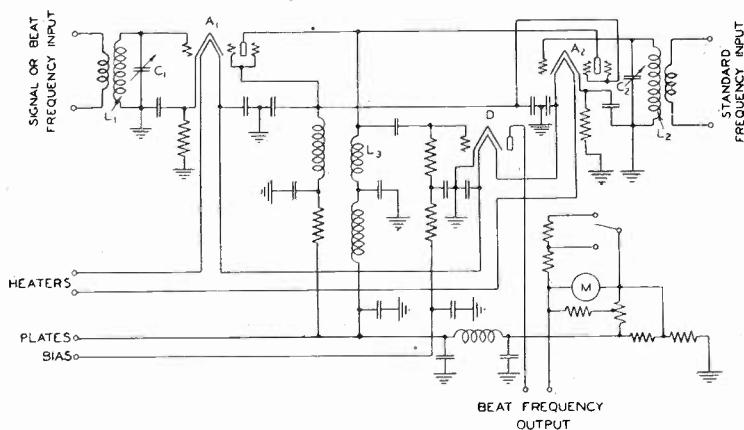 SIGNAL OR BEAT
FREQUENCY INPUT
L1
C1
A1
L3
D
A2
C2
L2
STANDARD
FREQUENCY INPUT
M
HEATERS
PLATES
BIAS
BEAT FREQUENCY
OUTPUT